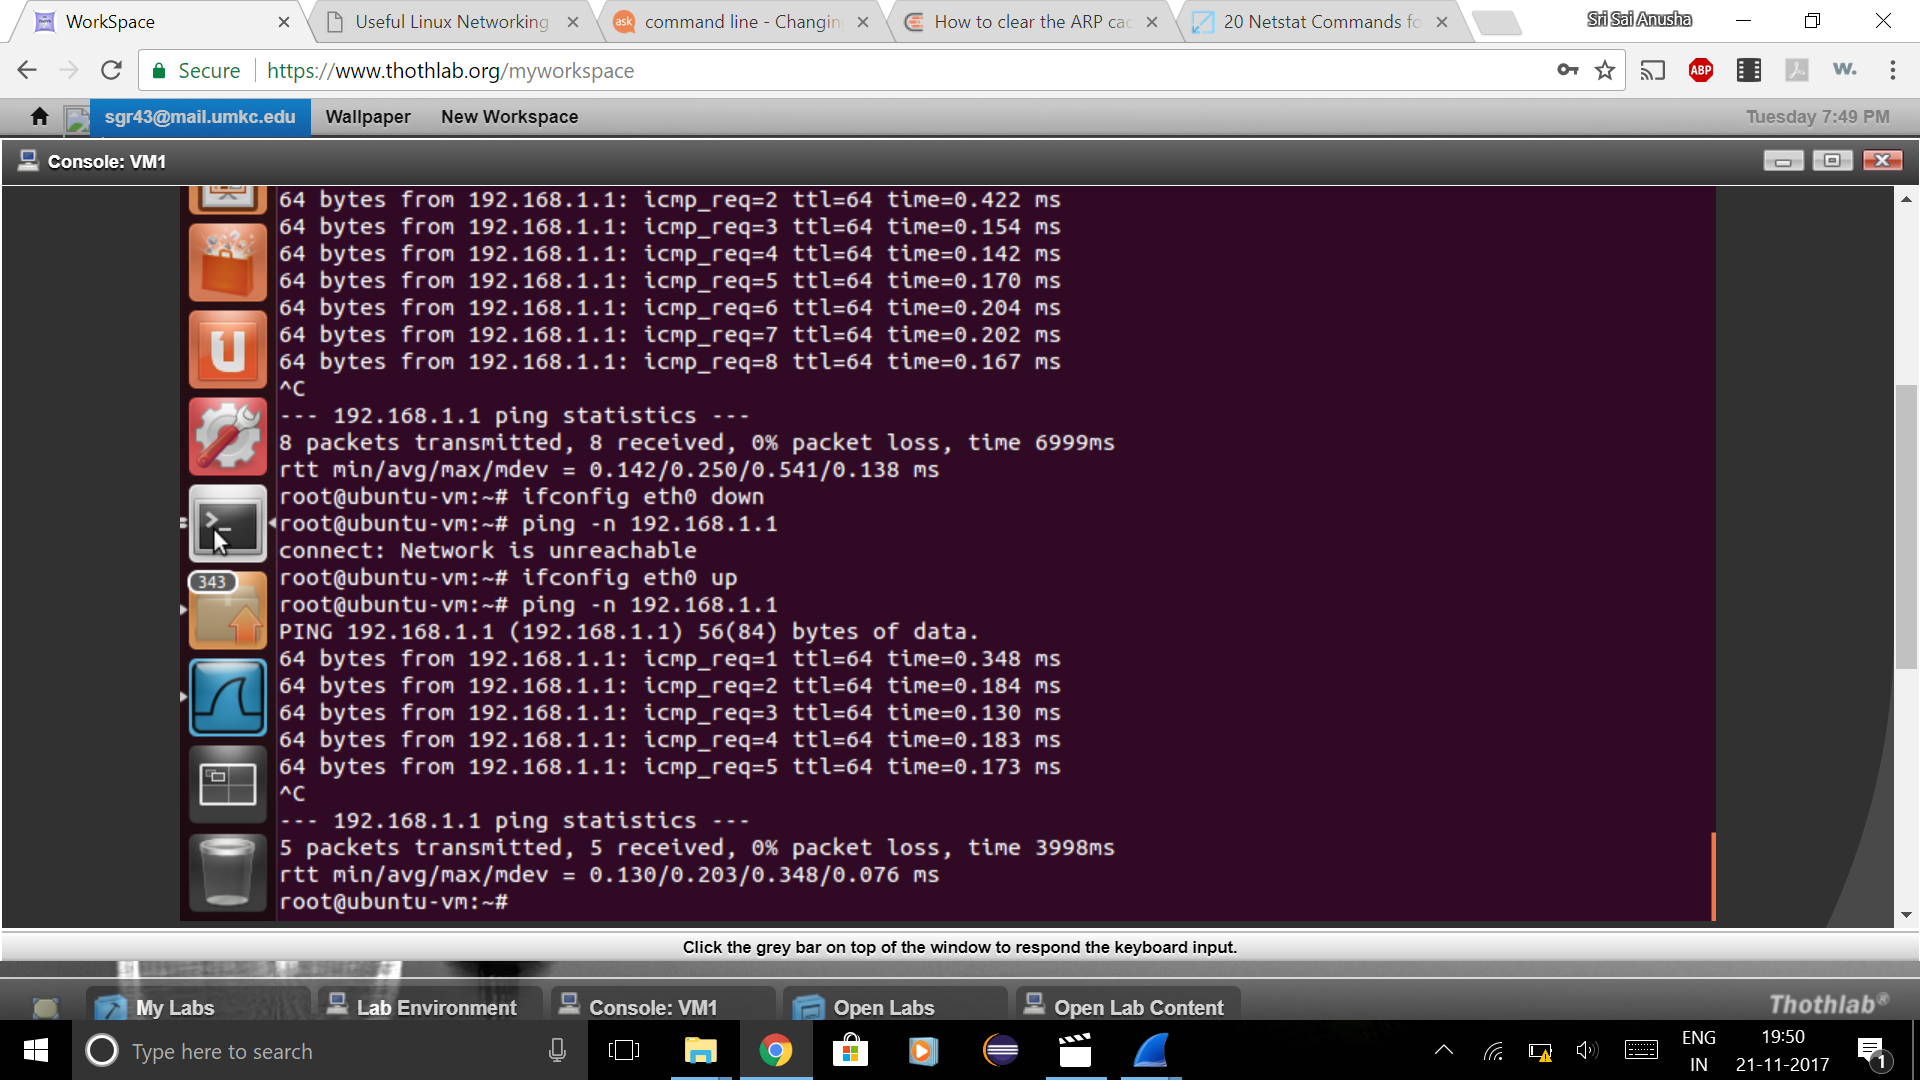 WorkSpace
Useful Linux Networking
ask
command line - Changin
How to clear the ARP cac
20 Netstat Commands fo
Sri Sai Anusha
Secure
https://www.thothlab.org/myworkspace
ABP
w.
sgr43@mail.umkc.edu
Wallpaper
New Workspace
Tuesday 7:49 PM
Console: VM1
64 bytes from 192.168.1.1: icmp_req=2 ttl=64 time=0.422 ms
64 bytes from 192.168.1.1: icmp_req=3 ttl=64 time=0.154 ms
64 bytes from 192.168.1.1: icmp_req=4 ttl=64 time=0.142 ms
64 bytes from 192.168.1.1: icmp_req=5 ttl=64 time=0.170 ms
64 bytes from 192.168.1.1: icmp_req=6 ttl=64 time=0.204 ms
64 bytes from 192.168.1.1: icmp_req=7 ttl=64 time=0.202 ms
64 bytes from 192.168.1.1: icmp_req=8 ttl=64 time=0.167 ms
^C
--- 192.168.1.1 ping statistics ---
8 packets transmitted, 8 received, 0% packet loss, time 6999ms
rtt min/avg/max/mdev = 0.142/0.250/0.541/0.138 ms
root@ubuntu-vm:~# ifconfig eth0 down
root@ubuntu-vm:~# ping -n 192.168.1.1
connect: Network is unreachable
root@ubuntu-vm:~# ifconfig eth0 up
root@ubuntu-vm:~# ping -n 192.168.1.1
PING 192.168.1.1 (192.168.1.1) 56(84) bytes of data.
64 bytes from 192.168.1.1: icmp_req=1 ttl=64 time=0.348 ms
64 bytes from 192.168.1.1: icmp_req=2 ttl=64 time=0.184 ms
64 bytes from 192.168.1.1: icmp_req=3 ttl=64 time=0.130 ms
64 bytes from 192.168.1.1: icmp_req=4 ttl=64 time=0.183 ms
64 bytes from 192.168.1.1: icmp_req=5 ttl=64 time=0.173 ms
^C
--- 192.168.1.1 ping statistics ---
5 packets transmitted, 5 received, 0% packet loss, time 3998ms
rtt min/avg/max/mdev = 0.130/0.203/0.348/0.076 ms
root@ubuntu-vm:~#
343
Click the grey bar on top of the window to respond the keyboard input.
My Labs
Lab Environment
Console: VM1
Open Labs
Open Lab Content
Thothlab®
Type here to search
ENG
IN
19:50
21-11-2017
1